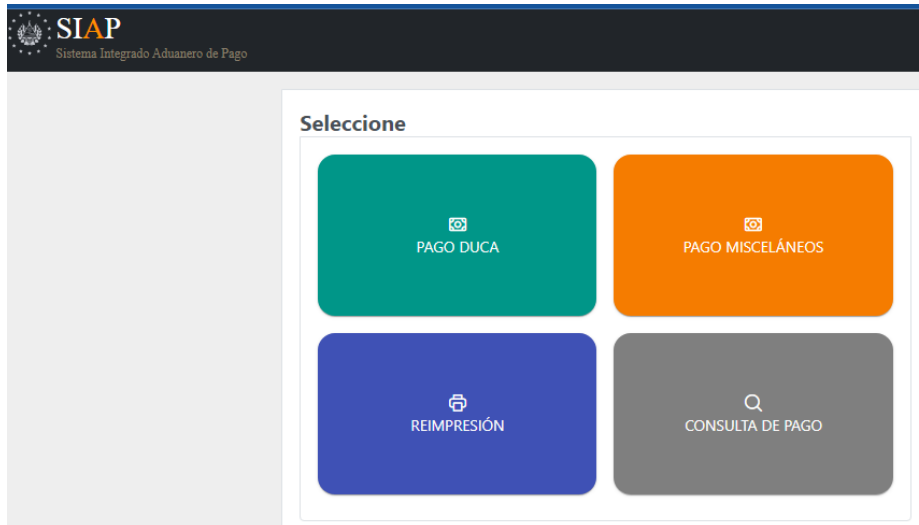 SIAP
Sistema Integrado Aduanero de Pago
Seleccione
PAGO DUCA
PAGO MISCELÁNEOS
REIMPRESIÓN
CONSULTA DE PAGO